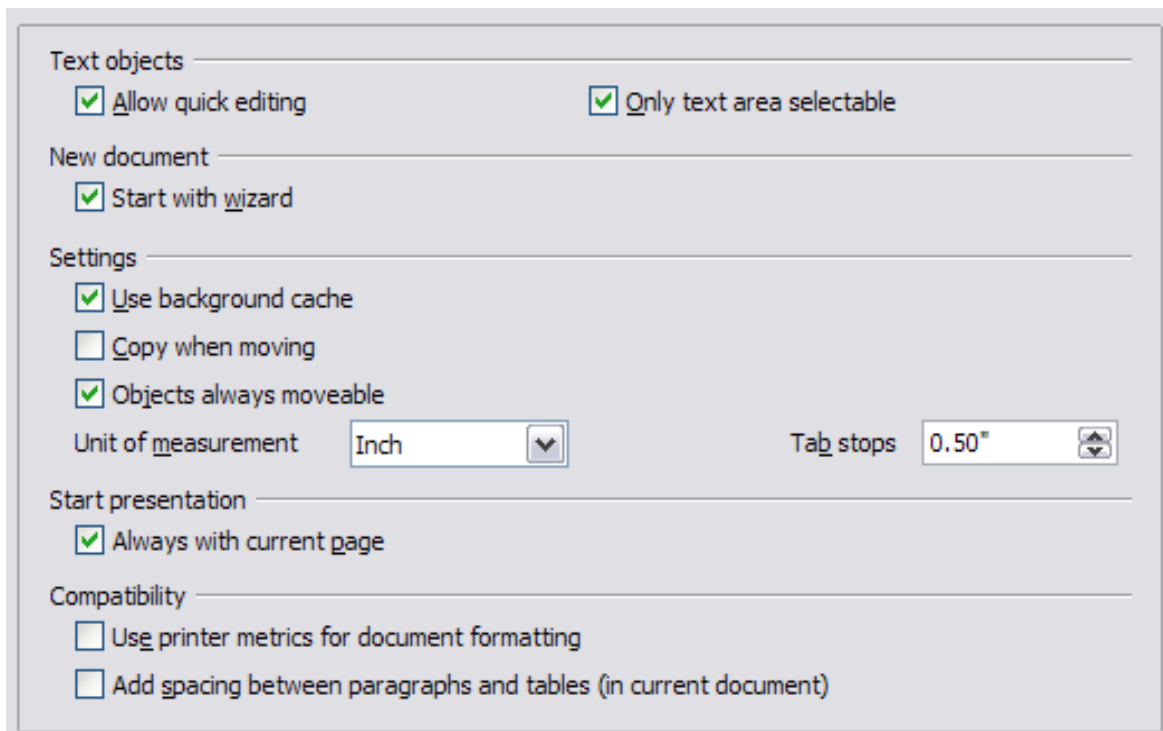 Text objects
Allow quick editing Only text area selectable
New document
Start with wizard
Settings
Use background cache
Copy when moving
Objects always moveable
Unit of measurement Inch Tab stops 0.50"
Start presentation
Always with current page
Compatibility
Use printer metrics for document formatting
Add spacing between paragraphs and tables (in current document)